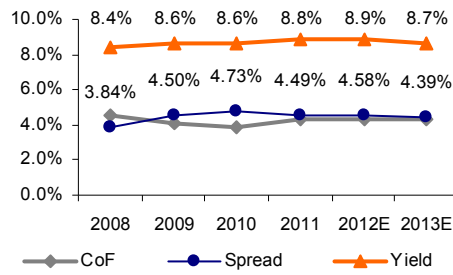 10.0% 8.4% 8.6% 8.6% 8.8% 8.9% 8.7%
8.0%
3.84% 4.50% 4.73% 4.49% 4.58% 4.39%
6.0%
4.0%
2.0%
0.0%
2008 2009 2010 2011 2012E 2013E
CoF Spread Yield